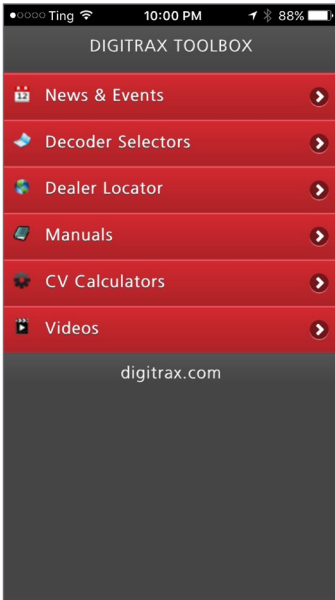 Ting 10:00 PM 88%
DIGITRAX TOOLBOX
12 News & Events
Decoder Selectors
Dealer Locator
Manuals
CV Calculators
Videos
digitrax.com